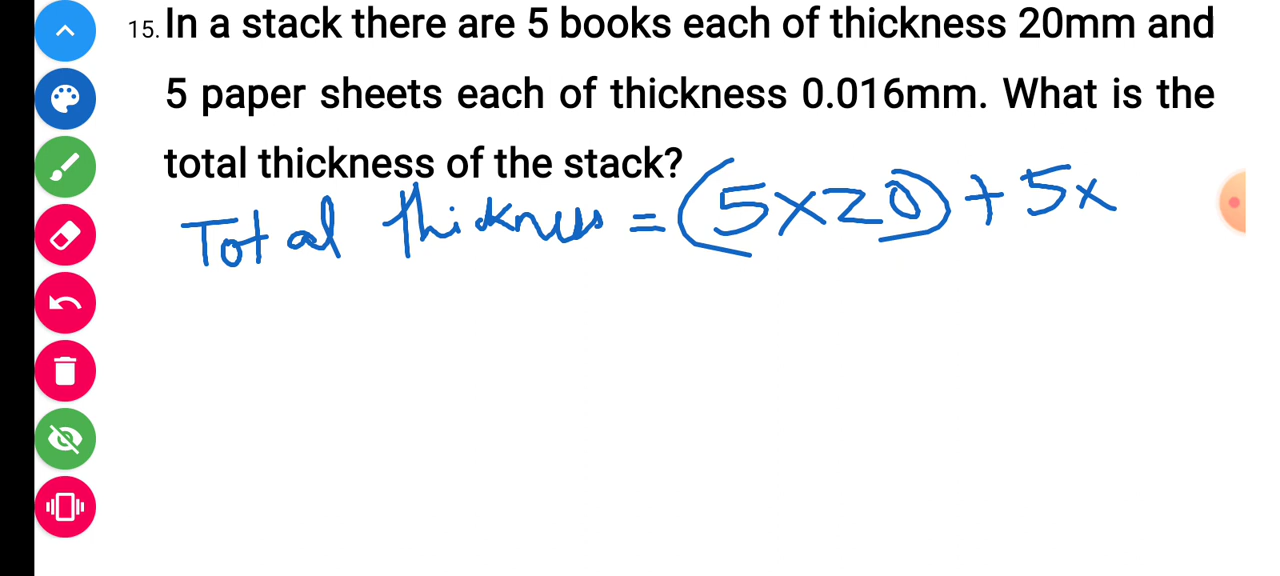 15. In a stack there are 5 books each of thickness 20mm and
5 paper sheets each of thickness 0.016mm. What is the
total thickness of the stack?
Total thickness = (5×20) + 5×